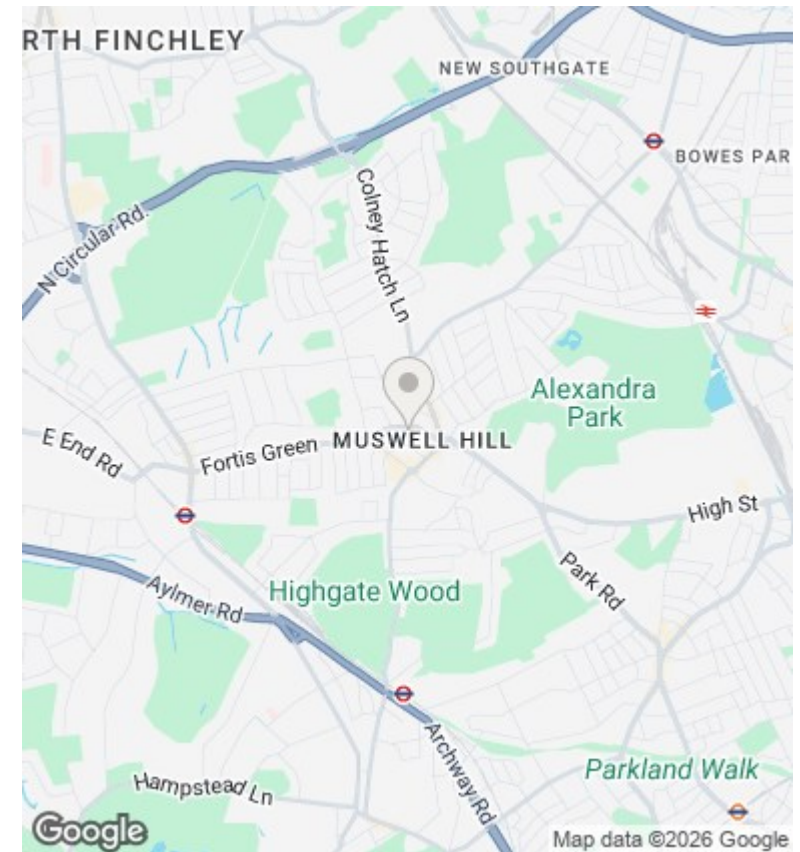 RTH FINCHLEY
NEW SOUTHGATE
BOWES PAR
Colney Hatch Ln
N Circular Rd.
Alexandra
Park
E End Rd
Fortis Green
MUSWELL HILL
High St
Aylmer Rd
Highgate Wood
Park Rd
Archway Rd
Parkland Walk
Hampstead Ln
Google
Map data ©2026 Google